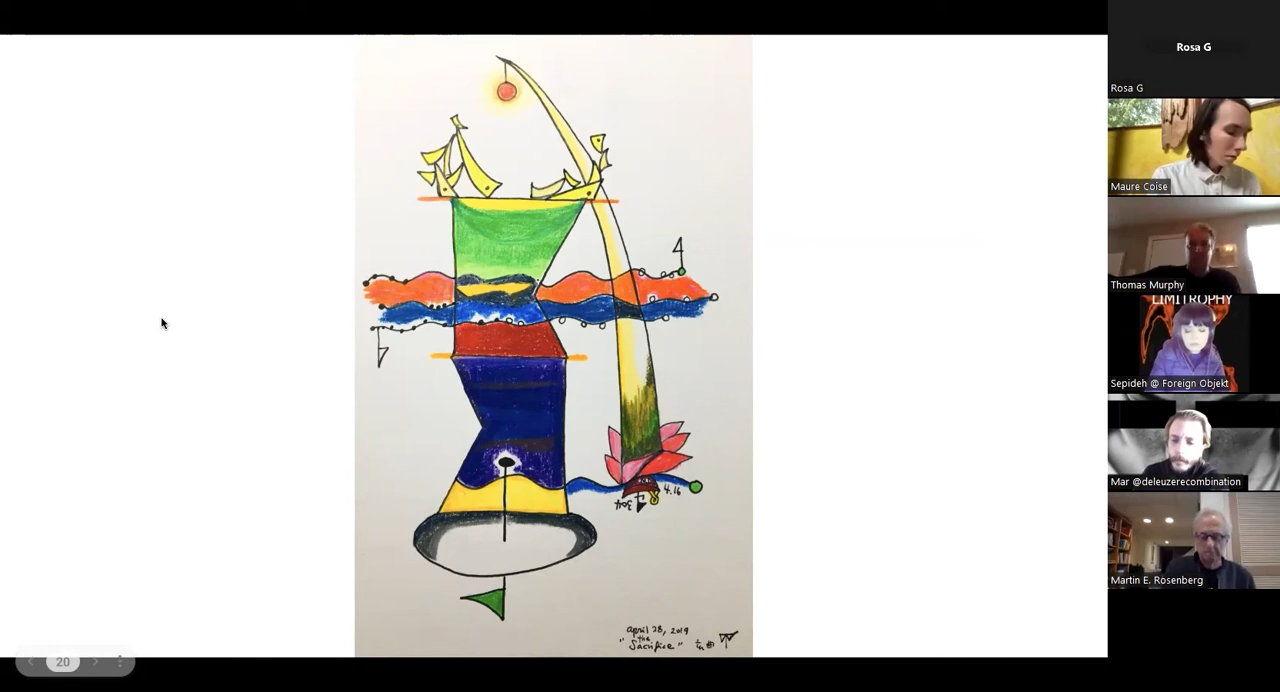 Rosa G
Rosa G
Maure Coise
Thomas Murphy
LIMITROPHY
Sepideh @ Foreign Objekt
Mar @deleuzerecombination
Martin E. Rosenberg
4.16
304
april 28, 2019
the
"Sacrifice"
20